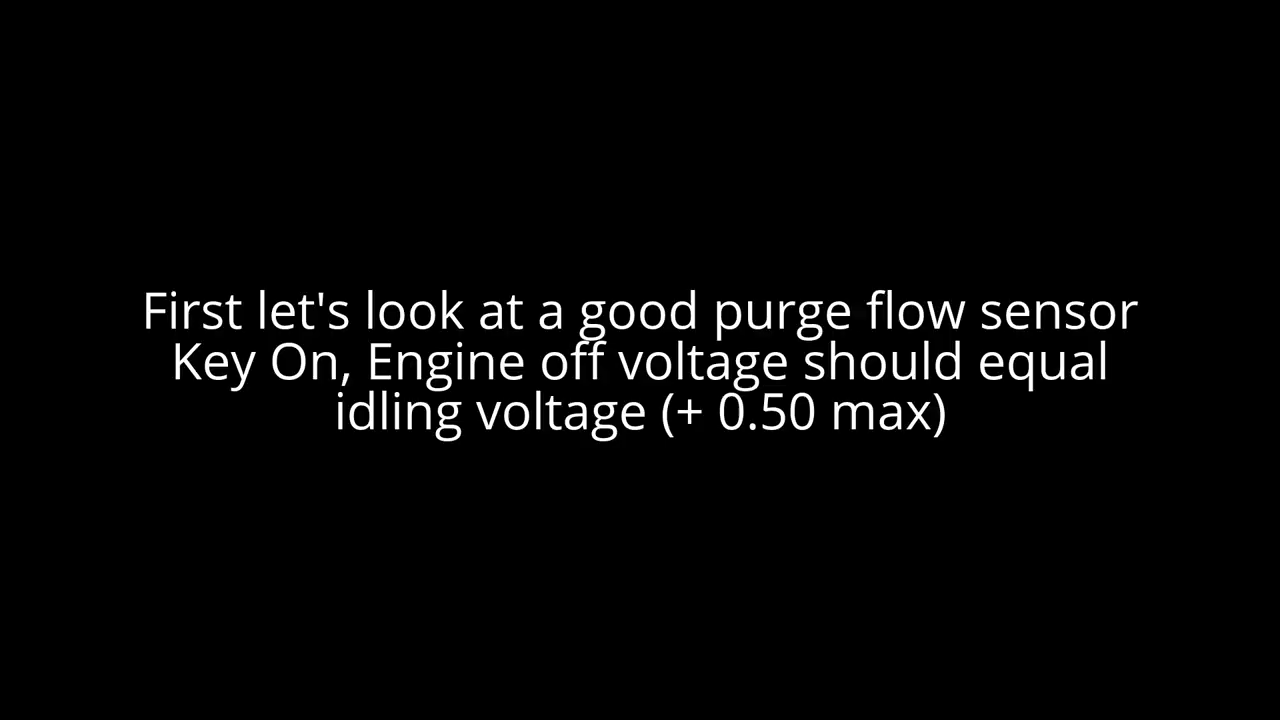 First let's look at a good purge flow sensor
Key On, Engine off voltage should equal
idling voltage (+ 0.50 max)